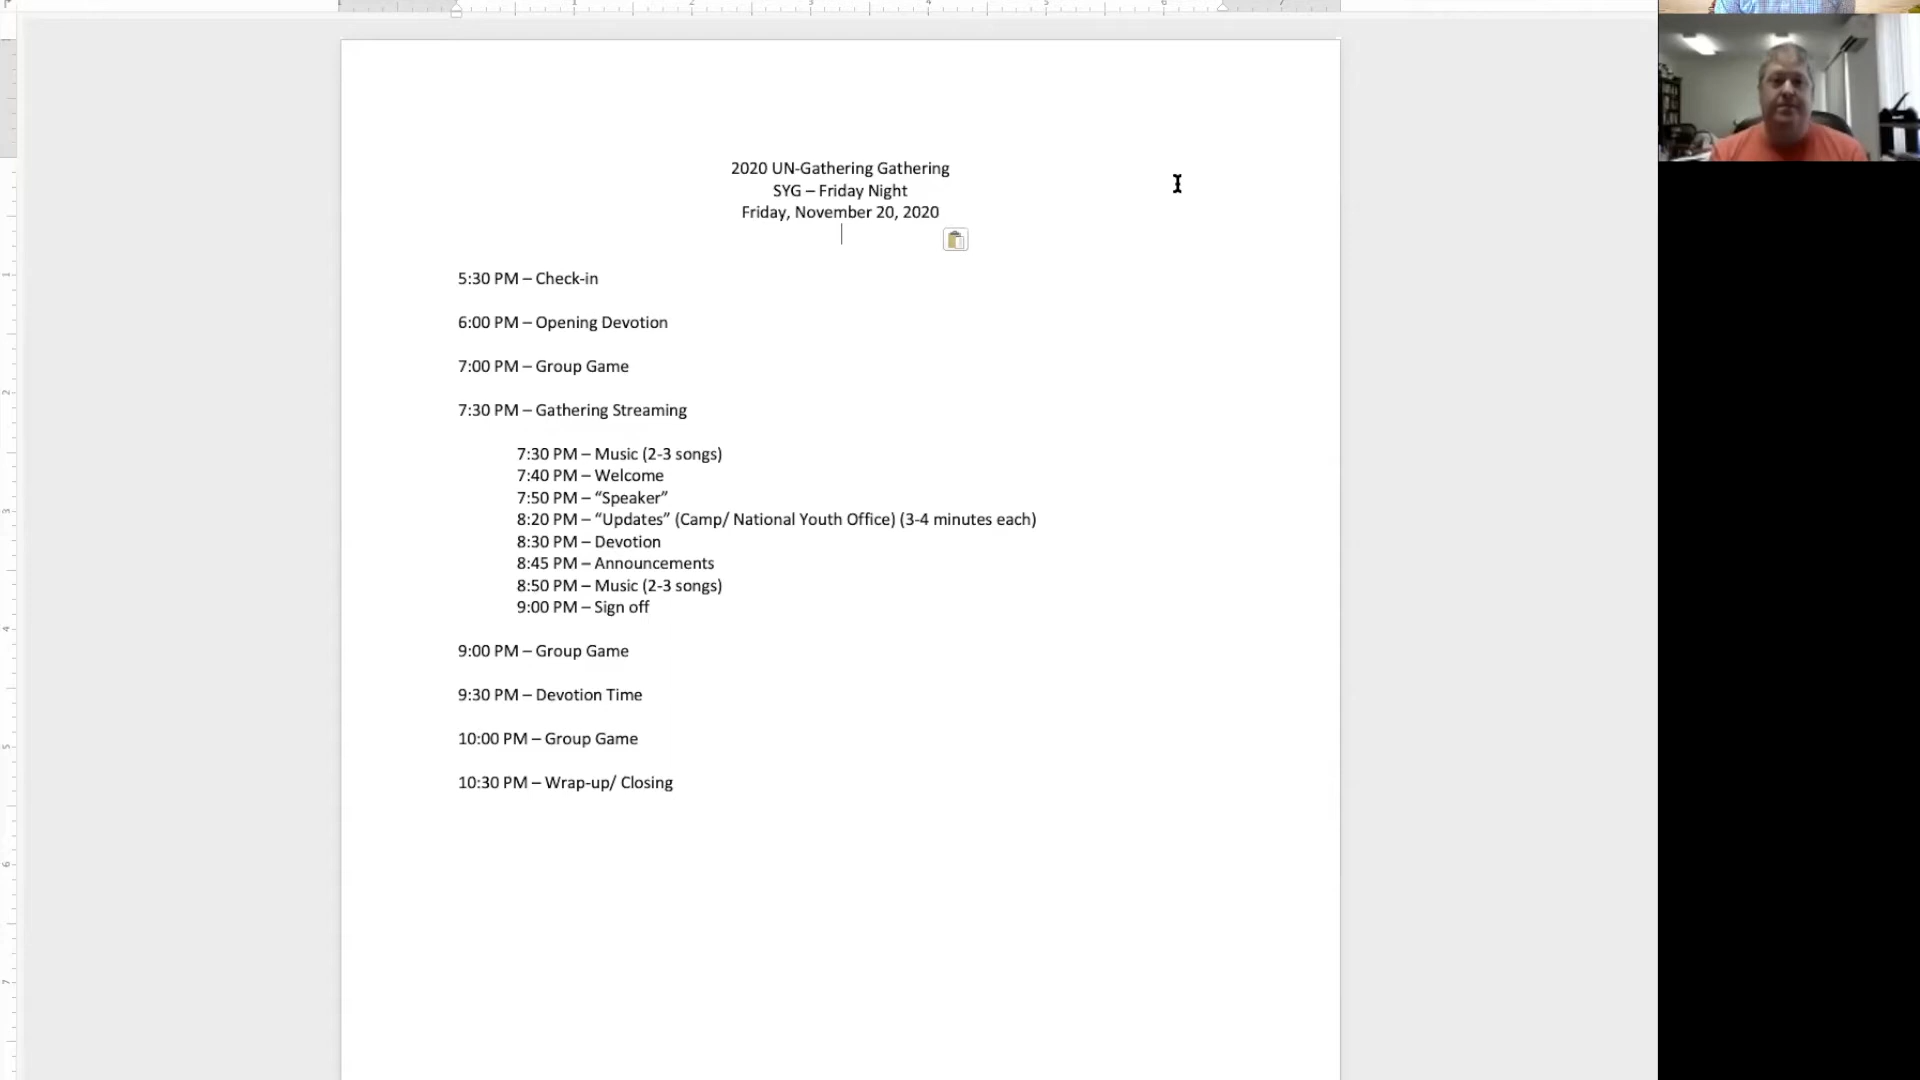 2020 UN-Gathering Gathering
SYG – Friday Night
Friday, November 20, 2020
5:30 PM – Check-in
6:00 PM – Opening Devotion
7:00 PM – Group Game
7:30 PM – Gathering Streaming
7:30 PM – Music (2-3 songs)
7:40 PM – Welcome
7:50 PM – “Speaker”
8:20 PM – “Updates” (Camp/ National Youth Office) (3-4 minutes each)
8:30 PM – Devotion
8:45 PM – Announcements
8:50 PM – Music (2-3 songs)
9:00 PM – Sign off
9:00 PM – Group Game
9:30 PM – Devotion Time
10:00 PM – Group Game
10:30 PM – Wrap-up/ Closing